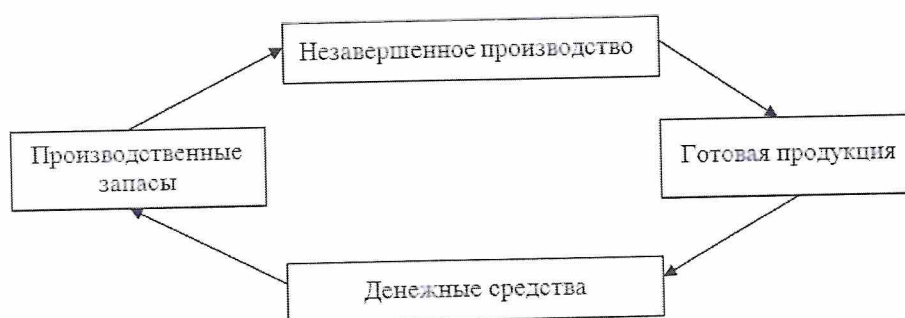 Незавершенное производство
Производственные
запасы
Готовая продукция
Денежные средства